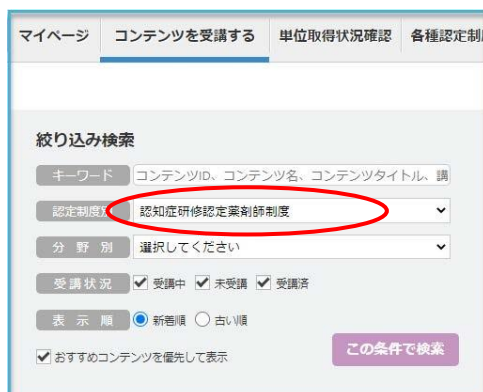 マイページ コンテンツを受講する 単位取得状況確認 各種認定制
絞り込み検索
キーワード コンテンツID、コンテンツ名、コンテンツタイトル、講
認定制度別 認知症研修認定薬剤師制度
分野別 選択してください
受講状況 受講中 未受講 受講済
表示順 新着順 古い順
おすすめコンテンツを優先して表示 この条件で検索